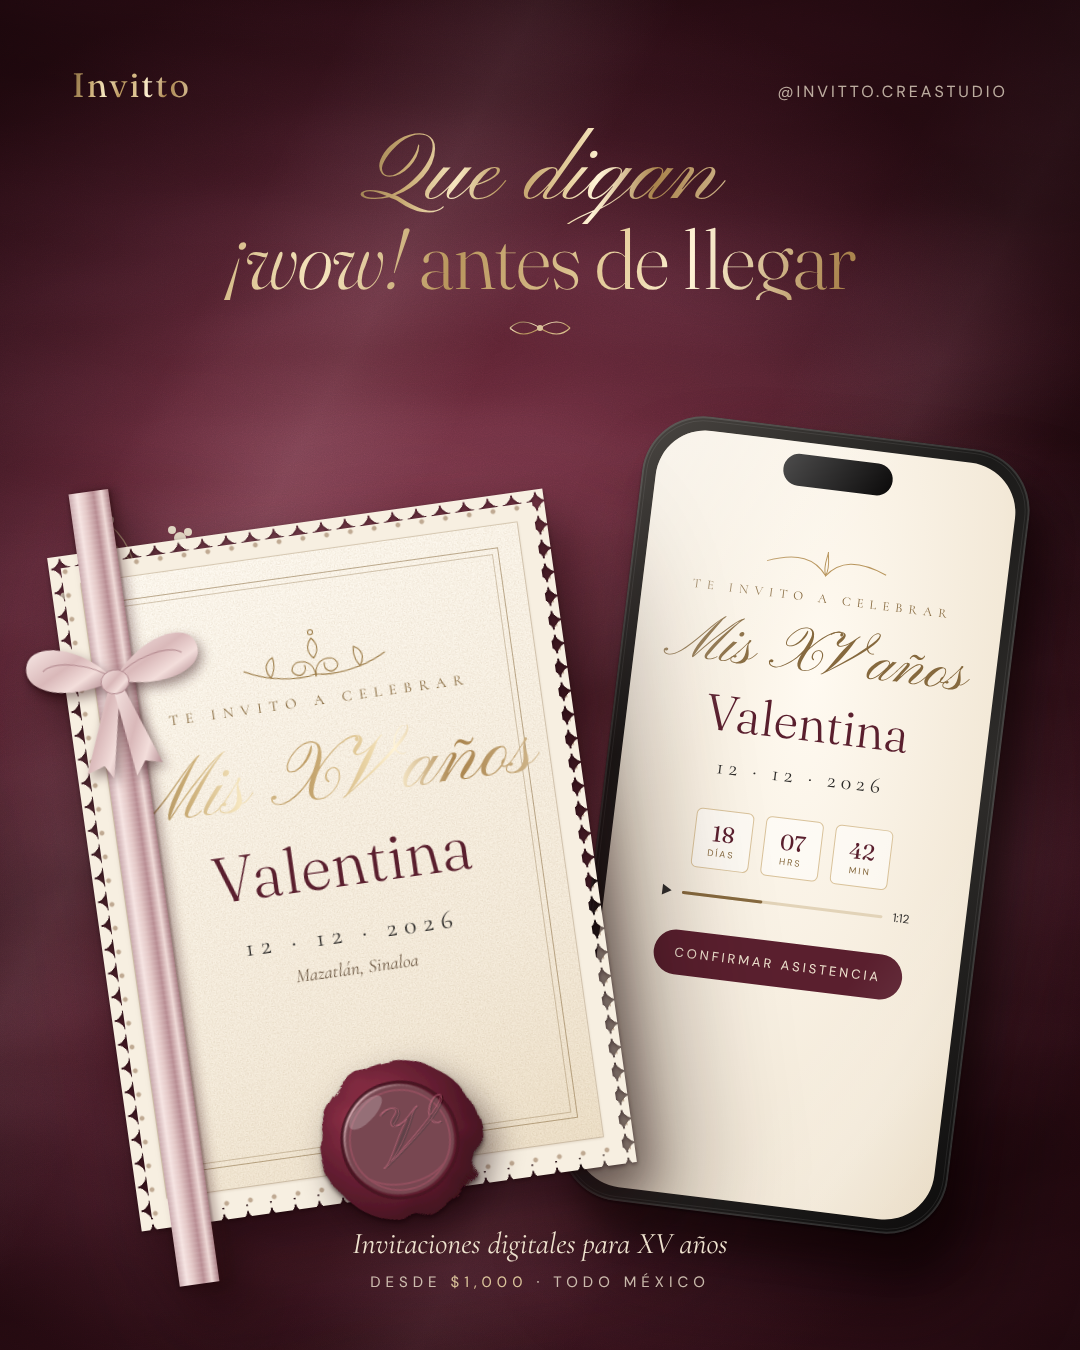 Invitto
@INVITTO.CREASTUDIO
Que digan
¡wow! antes de llegar
TE INVITO A CELEBRAR
Mis XV años
Valentina
12 · 12 · 2026
Mazatlán, Sinaloa
V
TE INVITO A CELEBRAR
Mis XV años
Valentina
12 · 12 · 2026
18 07 42
DÍAS HRS MIN
1:12
CONFIRMAR ASISTENCIA
Invitaciones digitales para XV años
DESDE $1,000 · TODO MÉXICO